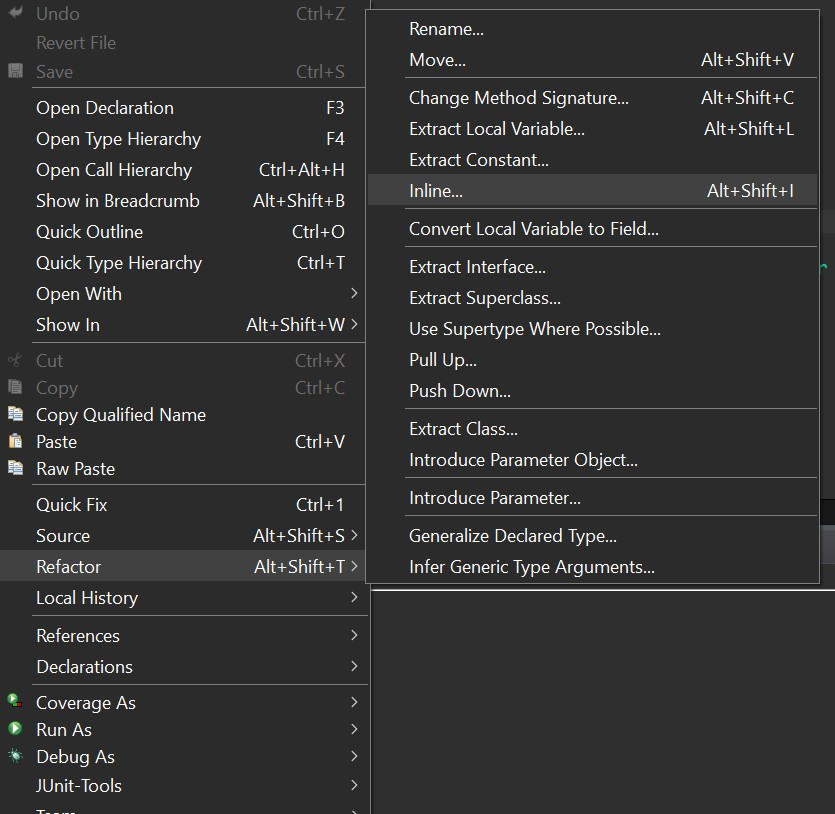 Undo Ctrl+Z
Revert File
Save Ctrl+S
Open Declaration F3
Open Type Hierarchy F4
Open Call Hierarchy Ctrl+Alt+H
Show in Breadcrumb Alt+Shift+B
Quick Outline Ctrl+O
Quick Type Hierarchy Ctrl+T
Open With
Show In Alt+Shift+W
Cut Ctrl+X
Copy Ctrl+C
Copy Qualified Name
Paste Ctrl+V
Raw Paste
Quick Fix Ctrl+1
Source Alt+Shift+S
Refactor Alt+Shift+T
Local History
References
Declarations
Coverage As
Run As
Debug As
JUnit-Tools
Rename...
Move... Alt+Shift+V
Change Method Signature... Alt+Shift+C
Extract Local Variable... Alt+Shift+L
Extract Constant...
Inline... Alt+Shift+I
Convert Local Variable to Field...
Extract Interface...
Extract Superclass...
Use Supertype Where Possible...
Pull Up...
Push Down...
Extract Class...
Introduce Parameter Object...
Introduce Parameter...
Generalize Declared Type...
Infer Generic Type Arguments...